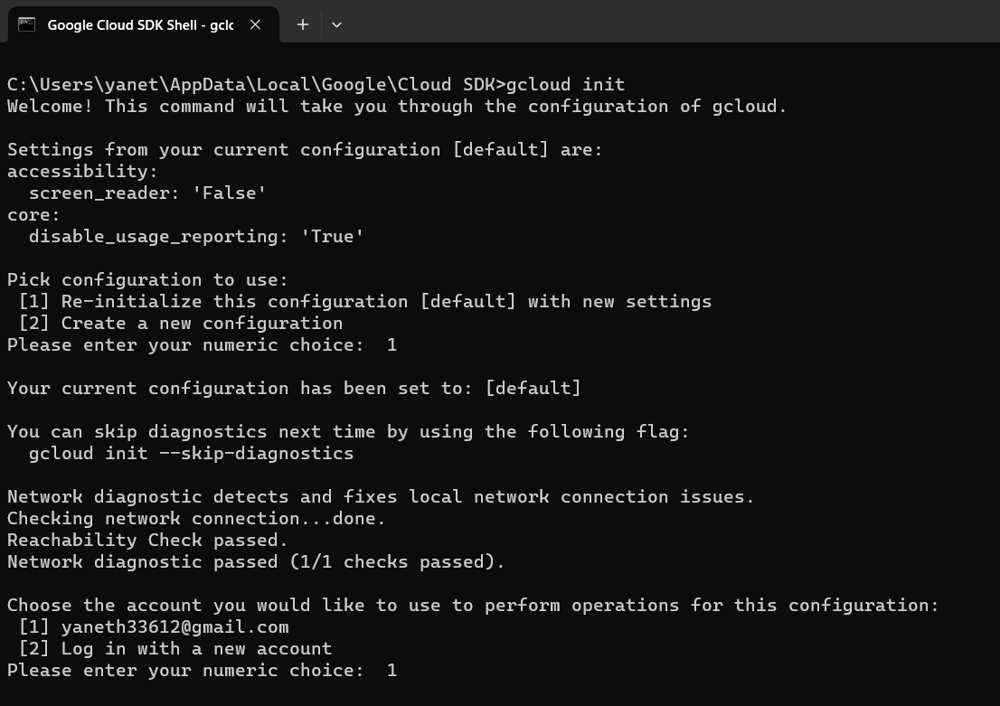 Google Cloud SDK Shell - gclo
C:\Users\yanet\AppData\Local\Google\Cloud SDK>gcloud init
Welcome! This command will take you through the configuration of gcloud.
Settings from your current configuration [default] are:
accessibility:
  screen_reader: 'False'
core:
  disable_usage_reporting: 'True'
Pick configuration to use:
 [1] Re-initialize this configuration [default] with new settings
 [2] Create a new configuration
Please enter your numeric choice:  1
Your current configuration has been set to: [default]
You can skip diagnostics next time by using the following flag:
  gcloud init --skip-diagnostics
Network diagnostic detects and fixes local network connection issues.
Checking network connection...done.
Reachability Check passed.
Network diagnostic passed (1/1 checks passed).
Choose the account you would like to use to perform operations for this configuration:
 [1] yaneth33612@gmail.com
 [2] Log in with a new account
Please enter your numeric choice:  1